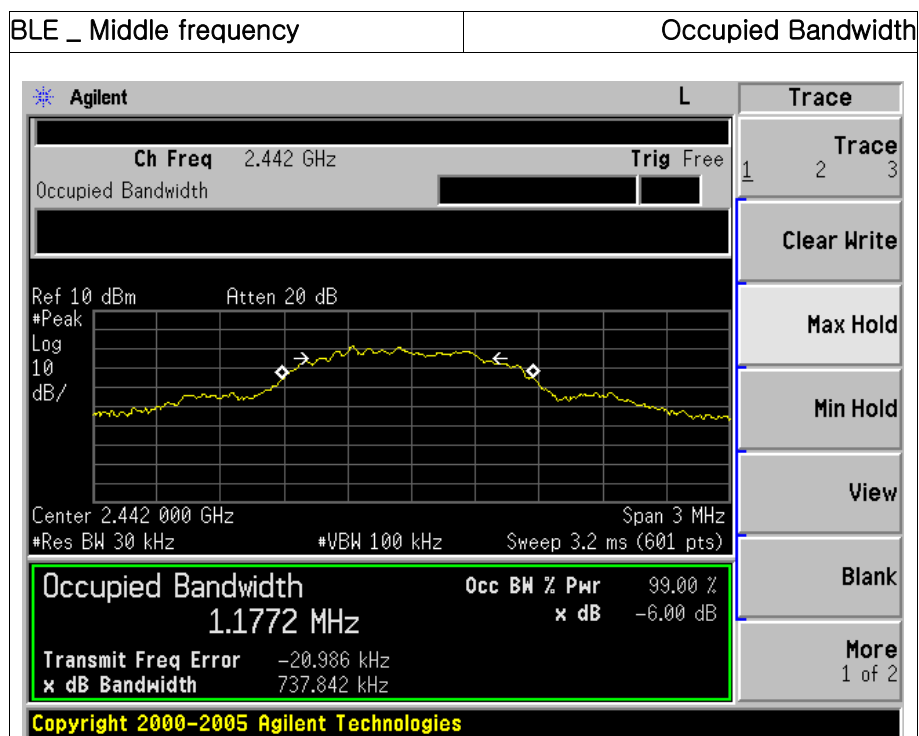 BLE _ Middle frequency Occupied Bandwidth
Agilent L Trace
Ch Freq 2.442 GHz Trig Free
Occupied Bandwidth
Trace
1 2 3
Clear Write
Max Hold
Min Hold
View
Blank
More
1 of 2
Ref 10 dBm Atten 20 dB
#Peak
Log
10
dB/
Center 2.442 000 GHz Span 3 MHz
#Res BW 30 kHz #VBW 100 kHz Sweep 3.2 ms (601 pts)
Occupied Bandwidth
1.1772 MHz
Occ BW % Pwr 99.00 %
x dB -6.00 dB
Transmit Freq Error -20.986 kHz
x dB Bandwidth 737.842 kHz
Copyright 2000-2005 Agilent Technologies